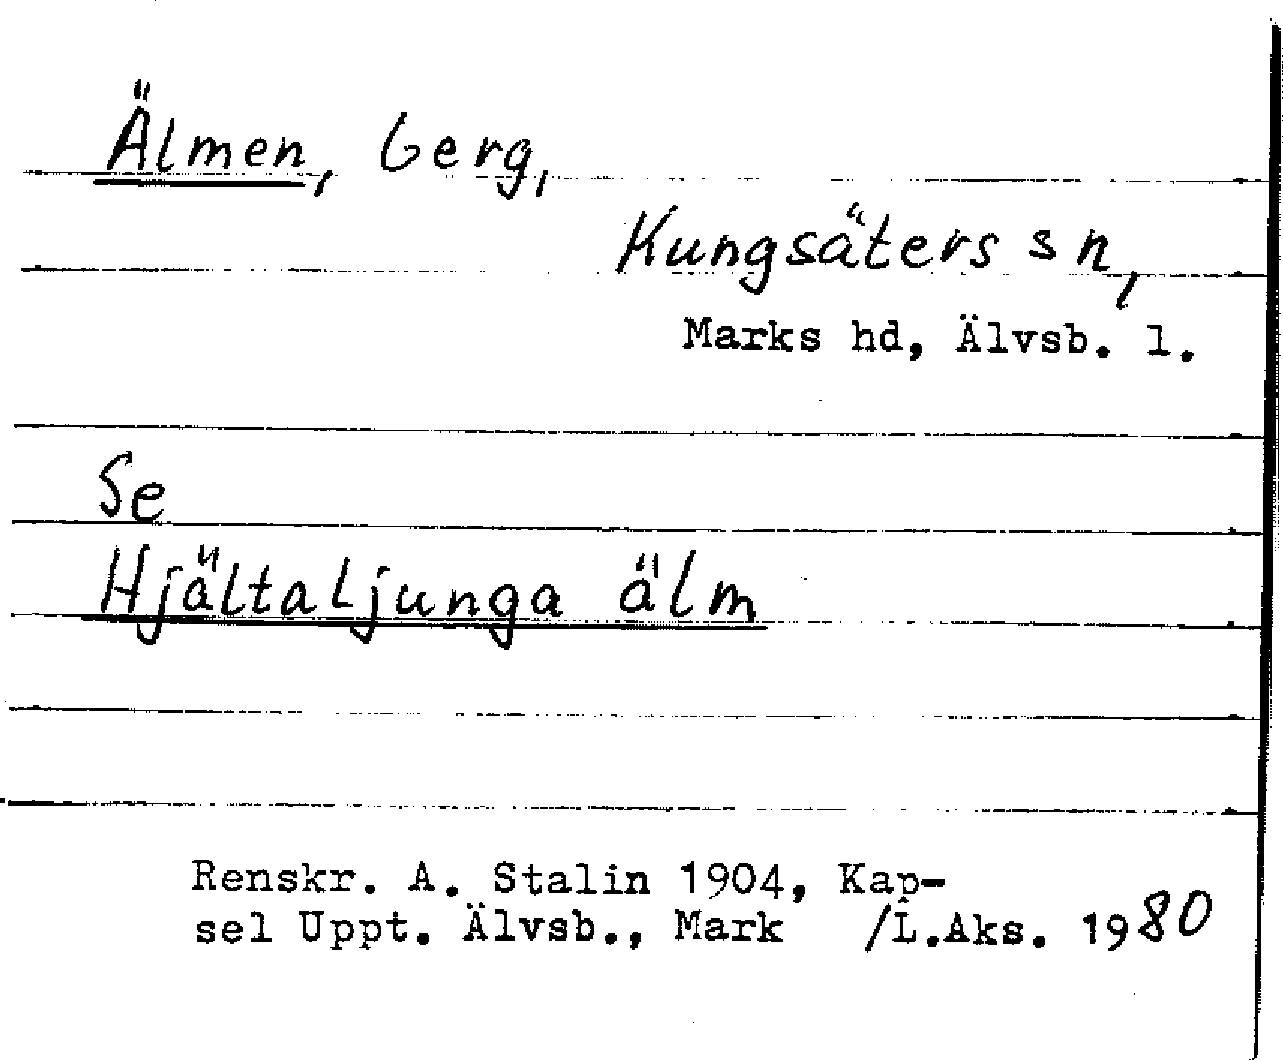 Älmen, berg,
Kungsäters sn,
Marks hd, Älvsb. l.
Se
Hjältaljunga älm
Renskr. A. Stalin 1904, Kap-
sel Uppt. Älvsb., Mark /L.Aks. 1980